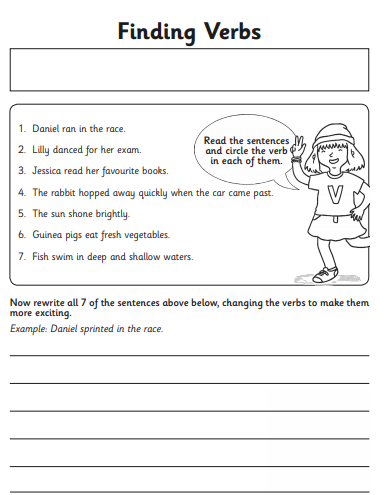 Finding Verbs
Read the sentences
and circle the verb
in each of them.
1. Daniel ran in the race.
2. Lilly danced for her exam.
3. Jessica read her favourite books.
4. The rabbit hopped away quickly when the car came past.
5. The sun shone brightly.
6. Guinea pigs eat fresh vegetables.
7. Fish swim in deep and shallow waters.
V
Now rewrite all 7 of the sentences above below, changing the verbs to make them
more exciting.
Example: Daniel sprinted in the race.